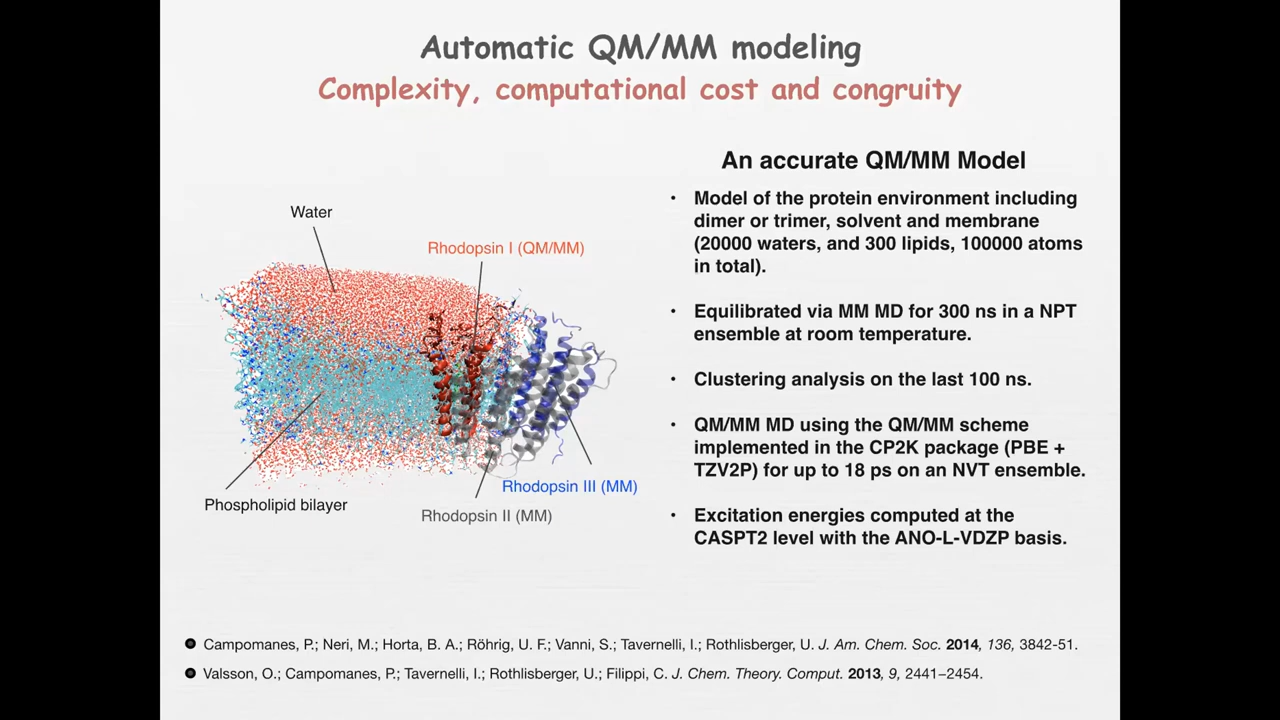 Automatic QM/MM modeling
Complexity, computational cost and congruity
Water
Rhodopsin I (QM/MM)
Phospholipid bilayer
Rhodopsin III (MM)
Rhodopsin II (MM)
An accurate QM/MM Model
• Model of the protein environment including
dimer or trimer, solvent and membrane
(20000 waters, and 300 lipids, 100000 atoms
in total).
• Equilibrated via MM MD for 300 ns in a NPT
ensemble at room temperature.
• Clustering analysis on the last 100 ns.
• QM/MM MD using the QM/MM scheme
implemented in the CP2K package (PBE +
TZV2P) for up to 18 ps on an NVT ensemble.
• Excitation energies computed at the
CASPT2 level with the ANO-L-VDZP basis.
Campomanes, P.; Neri, M.; Horta, B. A.; Röhrig, U. F.; Vanni, S.; Tavernelli, I.; Rothlisberger, U. J. Am. Chem. Soc. 2014, 136, 3842-51.
Valsson, O.; Campomanes, P.; Tavernelli, I.; Rothlisberger, U.; Filippi, C. J. Chem. Theory. Comput. 2013, 9, 2441–2454.